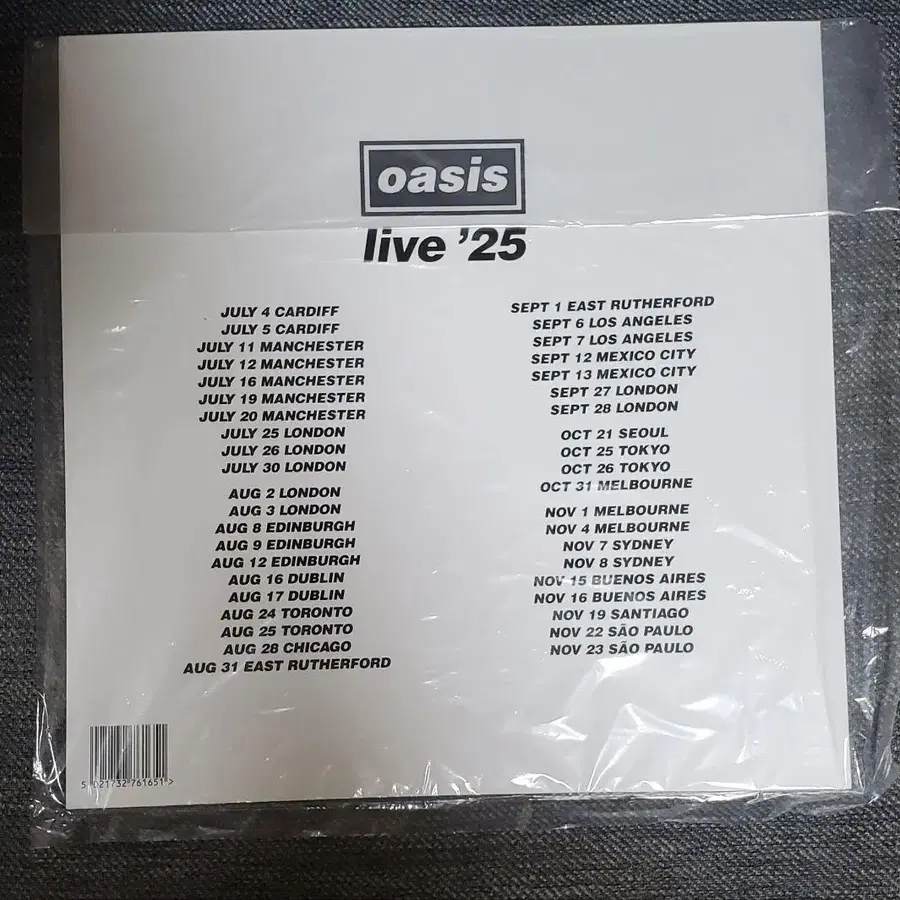 oasis
live '25
JULY 4 CARDIFF
JULY 5 CARDIFF
JULY 11 MANCHESTER
JULY 12 MANCHESTER
JULY 16 MANCHESTER
JULY 19 MANCHESTER
JULY 20 MANCHESTER
JULY 25 LONDON
JULY 26 LONDON
JULY 30 LONDON
AUG 2 LONDON
AUG 3 LONDON
AUG 8 EDINBURGH
AUG 9 EDINBURGH
AUG 12 EDINBURGH
AUG 16 DUBLIN
AUG 17 DUBLIN
AUG 24 TORONTO
AUG 25 TORONTO
AUG 28 CHICAGO
AUG 31 EAST RUTHERFORD
SEPT 1 EAST RUTHERFORD
SEPT 6 LOS ANGELES
SEPT 7 LOS ANGELES
SEPT 12 MEXICO CITY
SEPT 13 MEXICO CITY
SEPT 27 LONDON
SEPT 28 LONDON
OCT 21 SEOUL
OCT 25 TOKYO
OCT 26 TOKYO
OCT 31 MELBOURNE
NOV 1 MELBOURNE
NOV 4 MELBOURNE
NOV 7 SYDNEY
NOV 8 SYDNEY
NOV 15 BUENOS AIRES
NOV 16 BUENOS AIRES
NOV 19 SANTIAGO
NOV 22 SÃO PAULO
NOV 23 SÃO PAULO
5 021732 761651 >